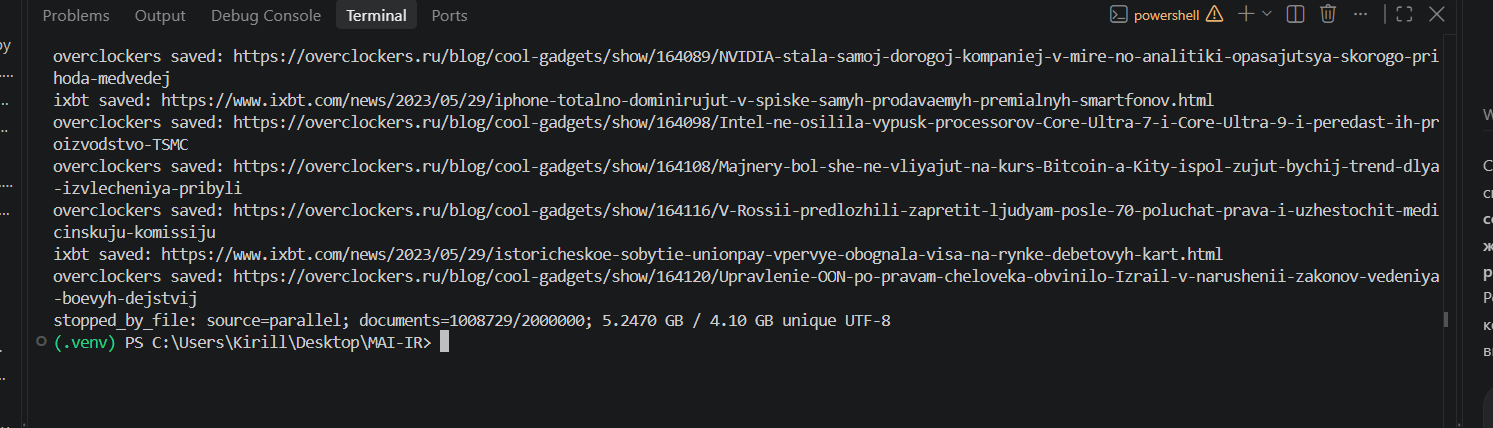 Problems Output Debug Console Terminal Ports powershell
overclockers saved: https://overclockers.ru/blog/cool-gadgets/show/164089/NVIDIA-stala-samoj-dorogoj-kompaniej-v-mire-no-analitiki-opasajutsya-skorogo-pri
hoda-medvedej
ixbt saved: https://www.ixbt.com/news/2023/05/29/iphone-totalno-dominirujut-v-spiske-samyh-prodavaemyh-premialnyh-smartfonov.html
overclockers saved: https://overclockers.ru/blog/cool-gadgets/show/164098/Intel-ne-osilila-vypusk-processorov-Core-Ultra-7-i-Core-Ultra-9-i-peredast-ih-pr
oizvodstvo-TSMC
overclockers saved: https://overclockers.ru/blog/cool-gadgets/show/164108/Majnery-bol-she-ne-vliyajut-na-kurs-Bitcoin-a-Kity-ispol-zujut-bychij-trend-dlya
-izvlecheniya-pribyli
overclockers saved: https://overclockers.ru/blog/cool-gadgets/show/164116/V-Rossii-predlozhili-zapretit-ljudyam-posle-70-poluchat-prava-i-uzhestochit-medi
cinskuju-komissiju
ixbt saved: https://www.ixbt.com/news/2023/05/29/istoricheskoe-sobytie-unionpay-vpervye-obognala-visa-na-rynke-debetovyh-kart.html
overclockers saved: https://overclockers.ru/blog/cool-gadgets/show/164120/Upravlenie-OON-po-pravam-cheloveka-obvinilo-Izrail-v-narushenii-zakonov-vedeniya
-boevyh-dejstvij
stopped_by_file: source=parallel; documents=1008729/2000000; 5.2470 GB / 4.10 GB unique UTF-8
(.venv) PS C:\Users\Kirill\Desktop\MAI-IR>